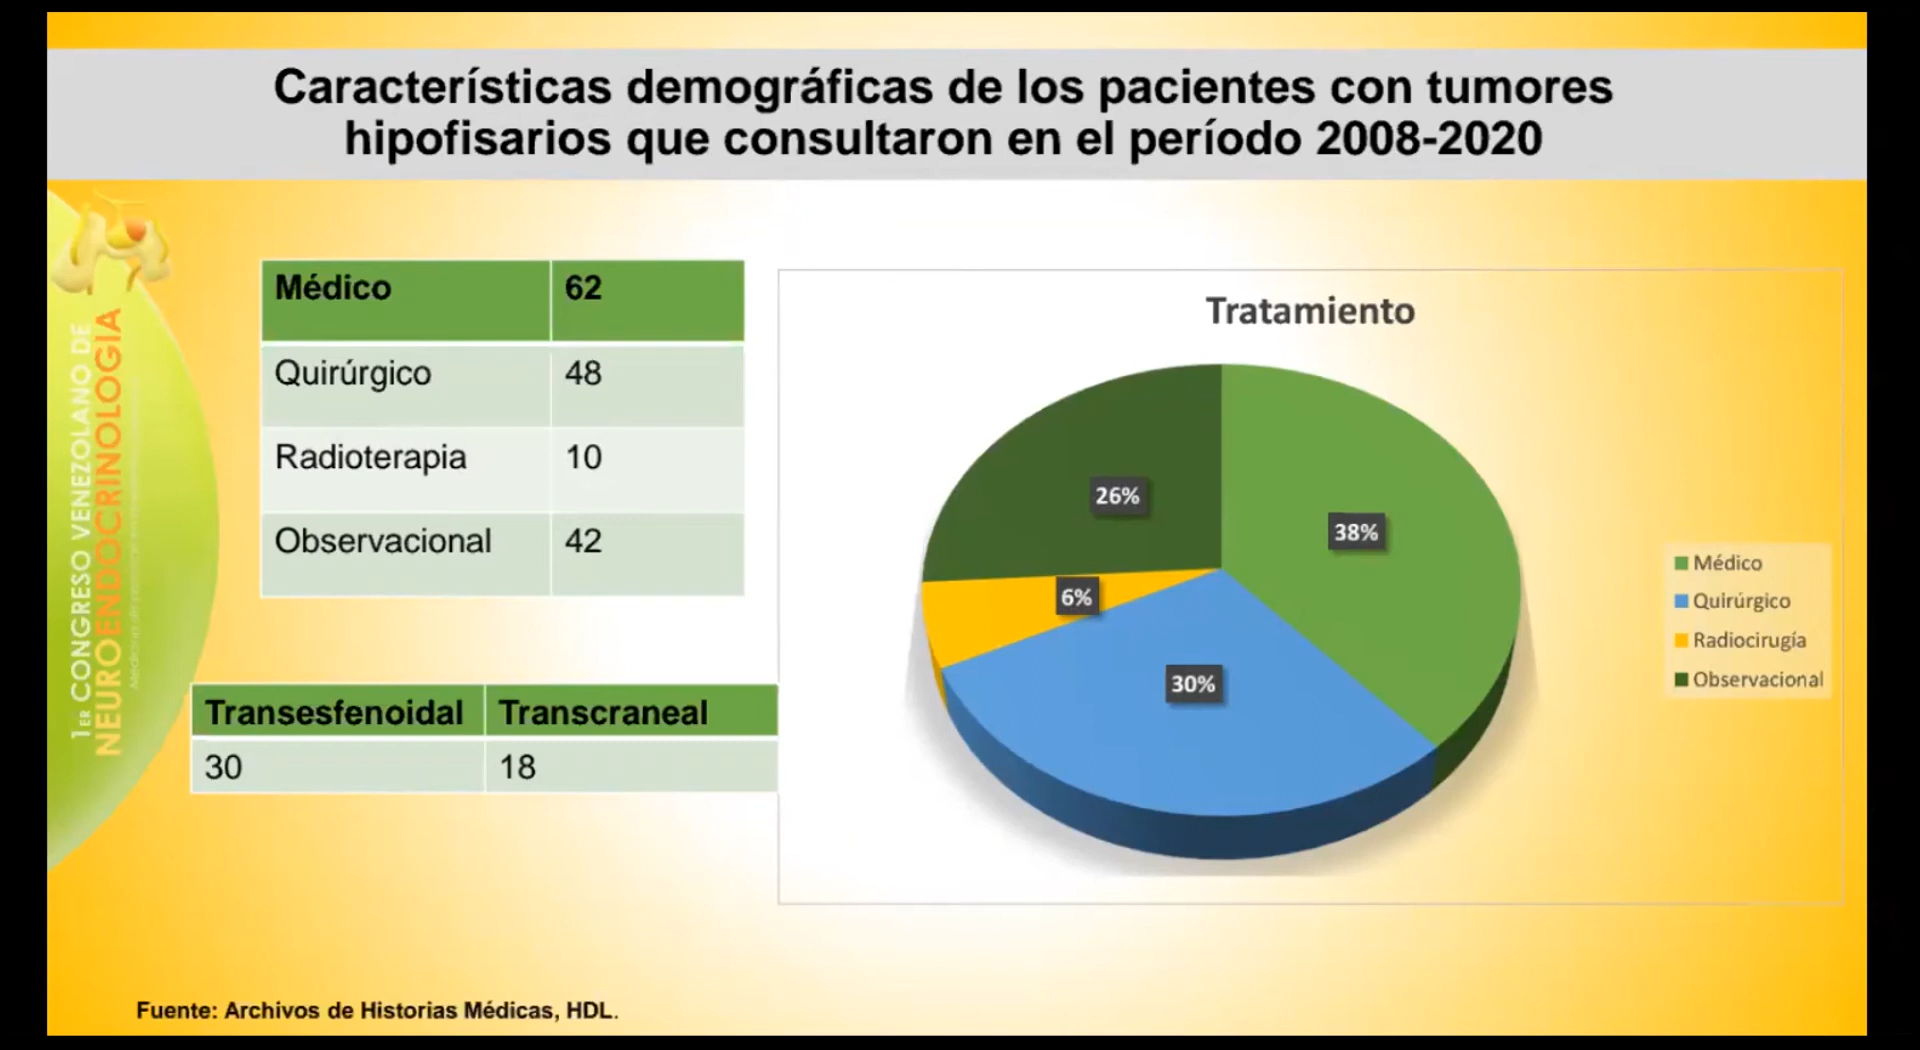 Características demográficas de los pacientes con tumores
hipofisarios que consultaron en el período 2008-2020
1ER CONGRESO VENEZOLANO DE
NEUROENDOCRINOLOGIA
Médico 62
Quirúrgico 48
Radioterapia 10
Observacional 42
Transesfenoidal Transcraneal
30 18
Tratamiento
26%
38%
6%
30%
Médico
Quirúrgico
Radiocirugía
Observacional
Fuente: Archivos de Historias Médicas, HDL.